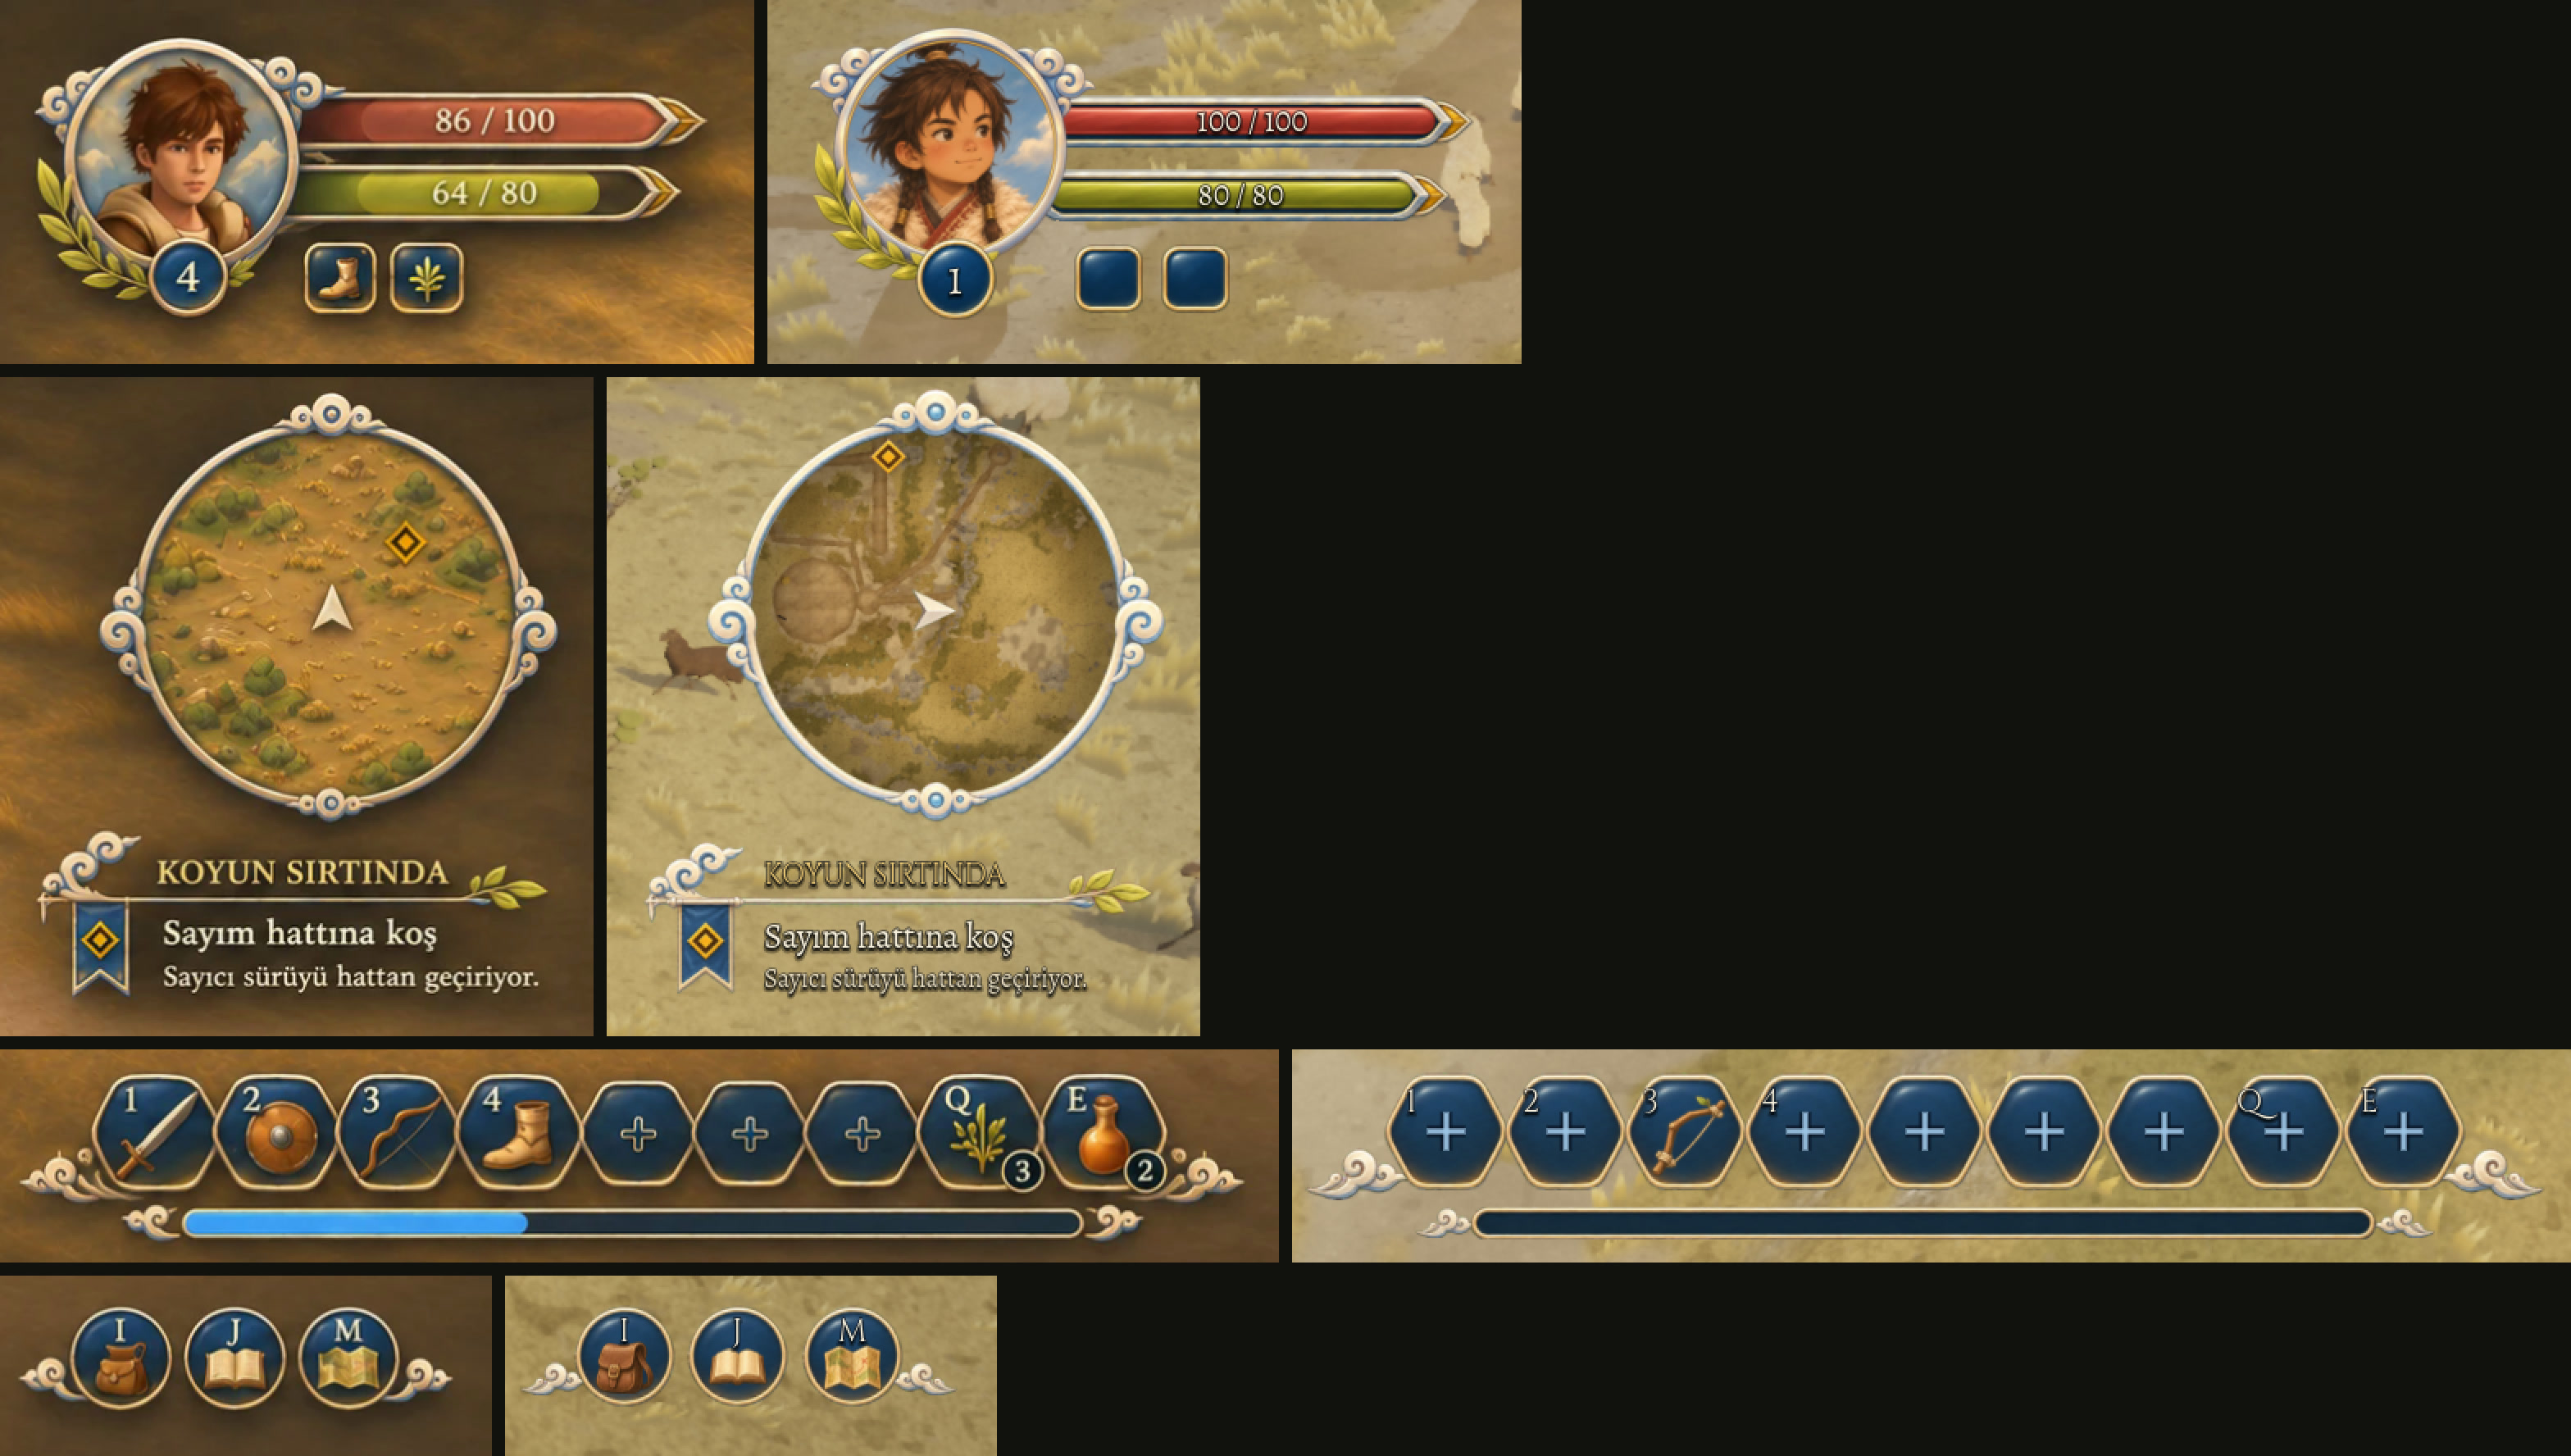 86 / 100
64 / 80
4
100 / 100
80 / 80
1
KOYUN SIRTINDA
Sayım hattına koş
Sayıcı sürüyü hattan geçiriyor.
KOYUN SIRTINDA
Sayım hattına koş
Sayıcı sürüyü hattan geçiriyor.
1 2 3 4 Q E
3 2
1 2 3 4 Q E
I J M
I J M